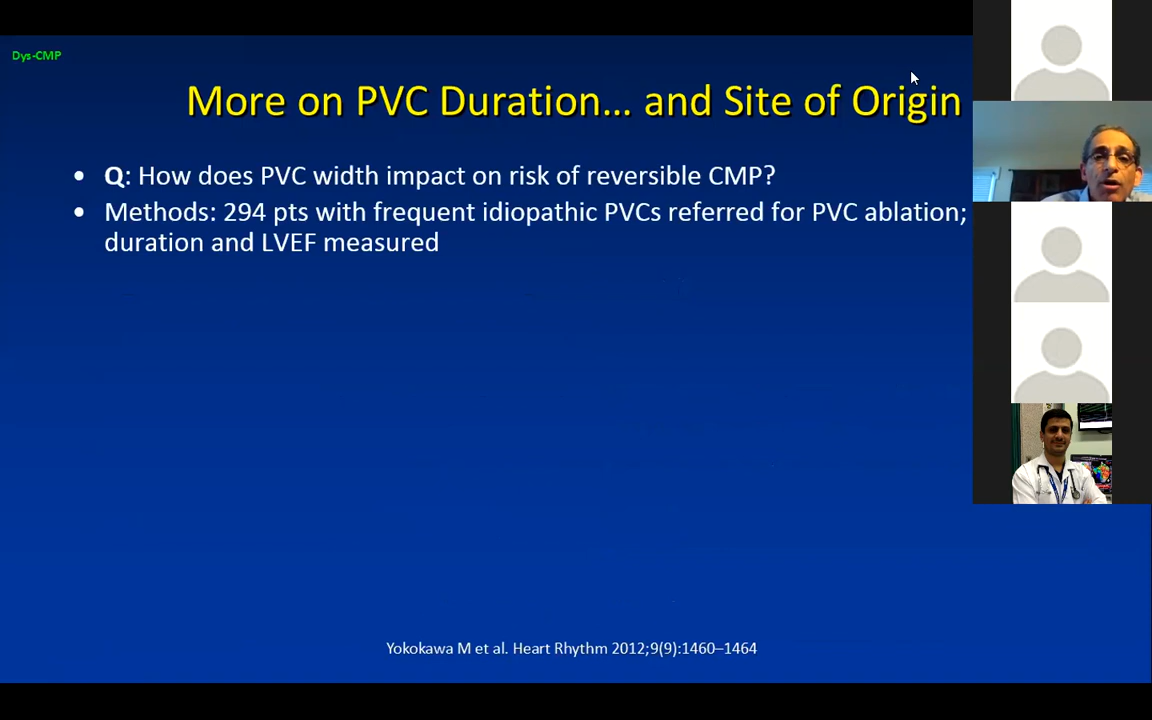 Dys-CMP
More on PVC Duration... and Site of Origin
• Q: How does PVC width impact on risk of reversible CMP?
• Methods: 294 pts with frequent idiopathic PVCs referred for PVC ablation;
duration and LVEF measured
Yokokawa M et al. Heart Rhythm 2012;9(9):1460–1464